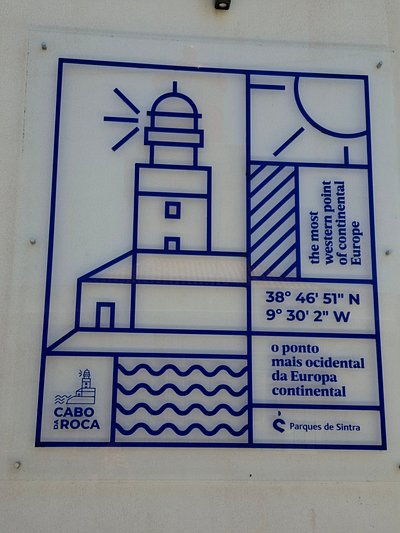 the most
western point
of continental
Europe
38° 46' 51" N
9° 30' 2" W
o ponto
mais ocidental
da Europa
continental
CABO
DA ROCA
Parques de Sintra